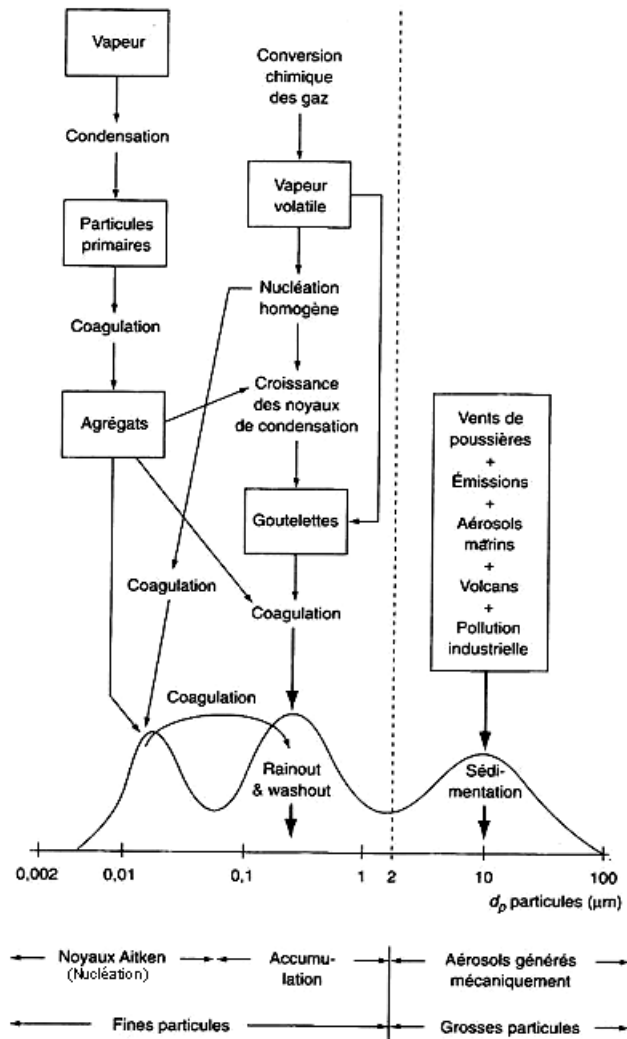 Vapeur
Condensation
Particules
primaires
Coagulation
Agrégats
Conversion
chimique
des gaz
Vapeur
volatile
Nucléation
homogène
Croissance
des noyaux
de condensation
Goutelettes
Coagulation
Coagulation
Vents de
poussières
+
Émissions
+
Aérosols
marins
+
Volcans
+
Pollution
industrielle
Coagulation
Rainout
& washout
Sédi-
mentation
0,002 0,01 0,1 1 2 10 100
dp particules (µm)
Noyaux Aitken
(Nucléation)
Accumu-
lation
Aérosols générés
mécaniquement
Fines particules
Grosses particules